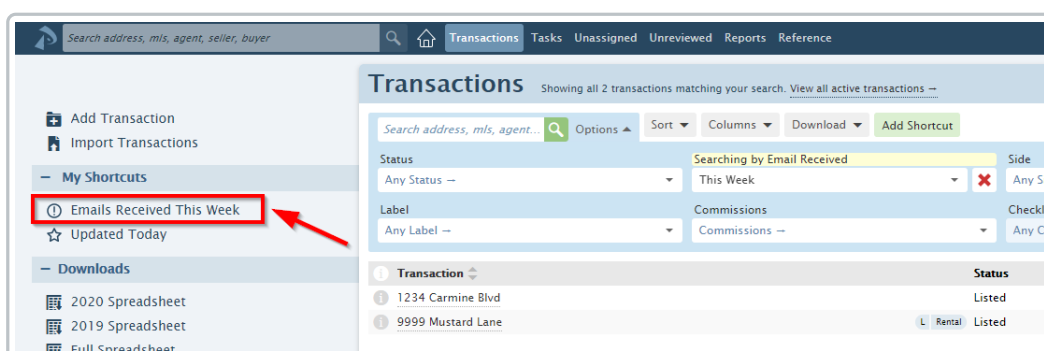 Search address, mls, agent, seller, buyer
Transactions Tasks Unassigned Unreviewed Reports Reference
Transactions Showing all 2 transactions matching your search. View all active transactions →
Add Transaction
Import Transactions
– My Shortcuts
Emails Received This Week
Updated Today
– Downloads
2020 Spreadsheet
2019 Spreadsheet
Full Spreadsheet
Search address, mls, agent... Options Sort Columns Download Add Shortcut
Status Searching by Email Received Side
Any Status → This Week Any S
Label Commissions Checkl
Any Label → Commissions → Any C
Transaction Status
1234 Carmine Blvd Listed
9999 Mustard Lane L Rental Listed